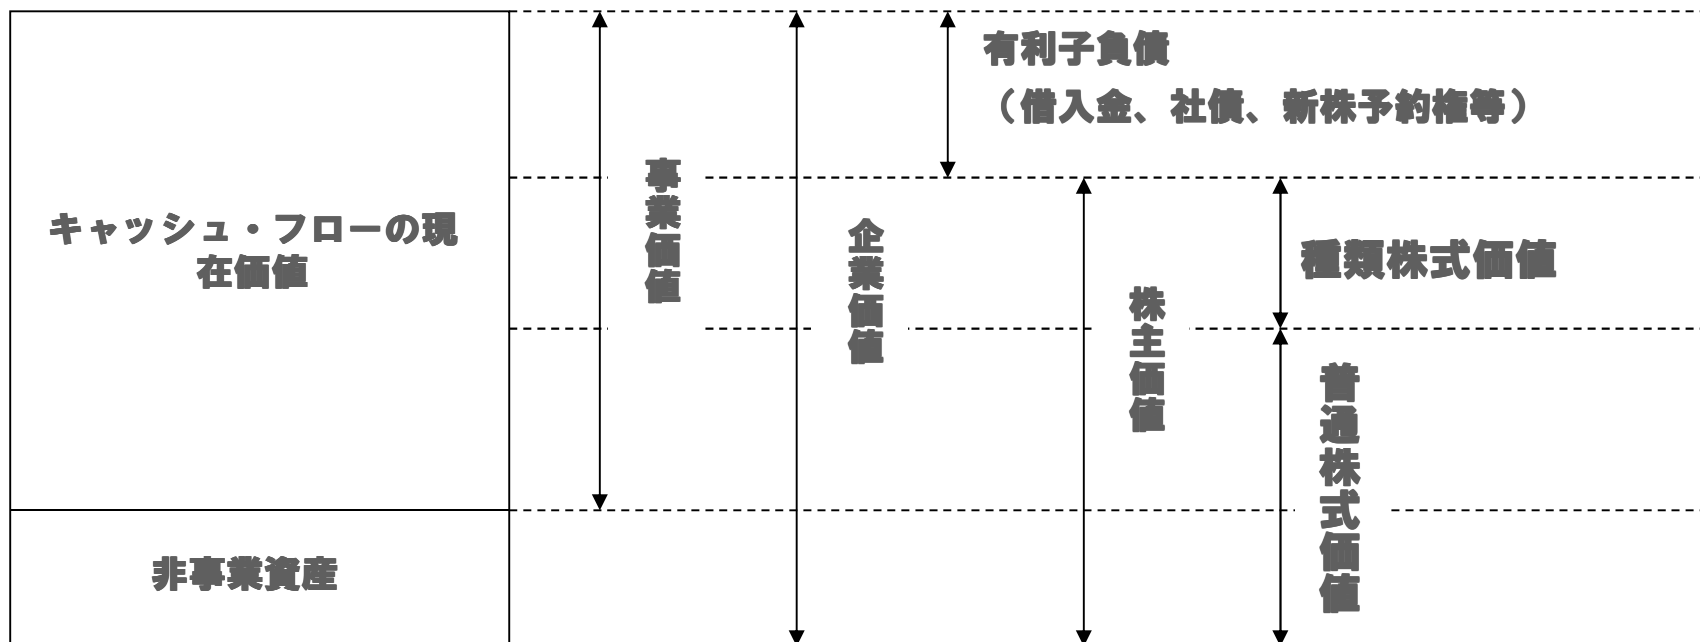 有利子負債
（借入金、社債、新株予約権等）
キャッシュ・フローの現
在価値
事業価値
企業価値
株主価値
種類株式価値
普通株式価値
非事業資産